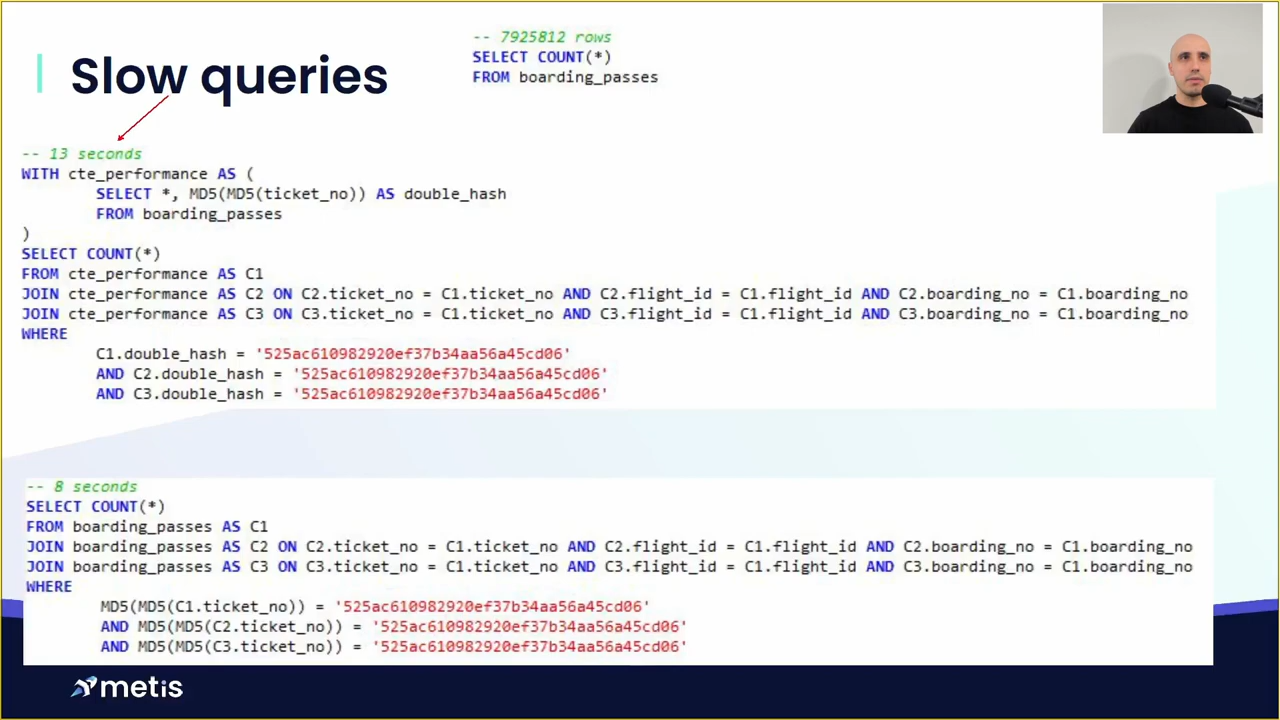 Slow queries
-- 7925812 rows
SELECT COUNT(*)
FROM boarding_passes
-- 13 seconds
WITH cte_performance AS (
SELECT *, MD5(MD5(ticket_no)) AS double_hash
FROM boarding_passes
)
SELECT COUNT(*)
FROM cte_performance AS C1
JOIN cte_performance AS C2 ON C2.ticket_no = C1.ticket_no AND C2.flight_id = C1.flight_id AND C2.boarding_no = C1.boarding_no
JOIN cte_performance AS C3 ON C3.ticket_no = C1.ticket_no AND C3.flight_id = C1.flight_id AND C3.boarding_no = C1.boarding_no
WHERE
C1.double_hash = '525ac610982920ef37b34aa56a45cd06'
AND C2.double_hash = '525ac610982920ef37b34aa56a45cd06'
AND C3.double_hash = '525ac610982920ef37b34aa56a45cd06'
-- 8 seconds
SELECT COUNT(*)
FROM boarding_passes AS C1
JOIN boarding_passes AS C2 ON C2.ticket_no = C1.ticket_no AND C2.flight_id = C1.flight_id AND C2.boarding_no = C1.boarding_no
JOIN boarding_passes AS C3 ON C3.ticket_no = C1.ticket_no AND C3.flight_id = C1.flight_id AND C3.boarding_no = C1.boarding_no
WHERE
MD5(MD5(C1.ticket_no)) = '525ac610982920ef37b34aa56a45cd06'
AND MD5(MD5(C2.ticket_no)) = '525ac610982920ef37b34aa56a45cd06'
AND MD5(MD5(C3.ticket_no)) = '525ac610982920ef37b34aa56a45cd06'
metis